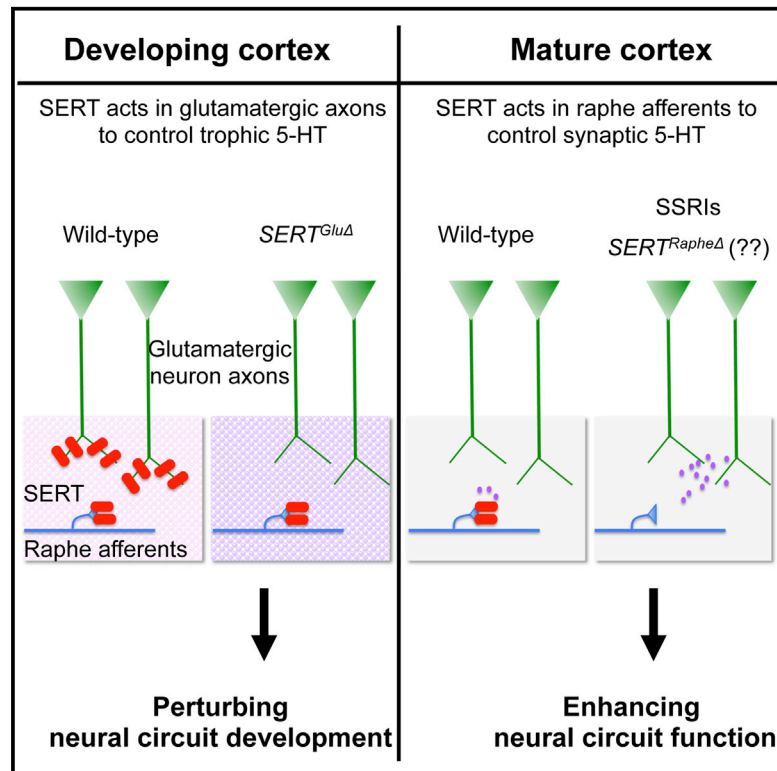 Developing cortex
SERT acts in glutamatergic axons
to control trophic 5-HT
Wild-type
SERT^GluΔ
Glutamatergic
neuron axons
SERT
Raphe afferents
Perturbing
neural circuit development
Mature cortex
SERT acts in raphe afferents to
control synaptic 5-HT
Wild-type
SSRIs
SERT^RapheΔ (??)
Enhancing
neural circuit function